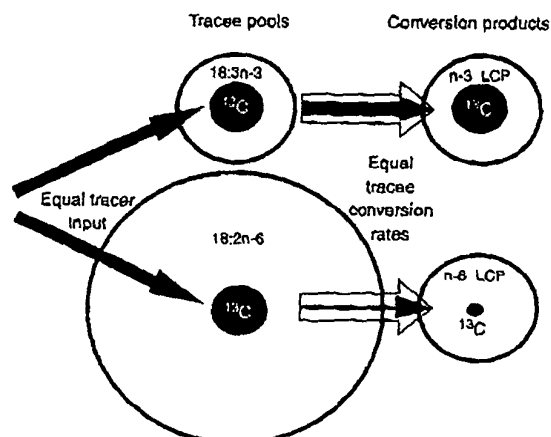 Tracee pools
Conversion products
18:3n-3
13C
n-3 LCP
13C
Equal tracer
input
Equal
tracee
conversion
rates
18:2n-6
13C
n-6 LCP
13C